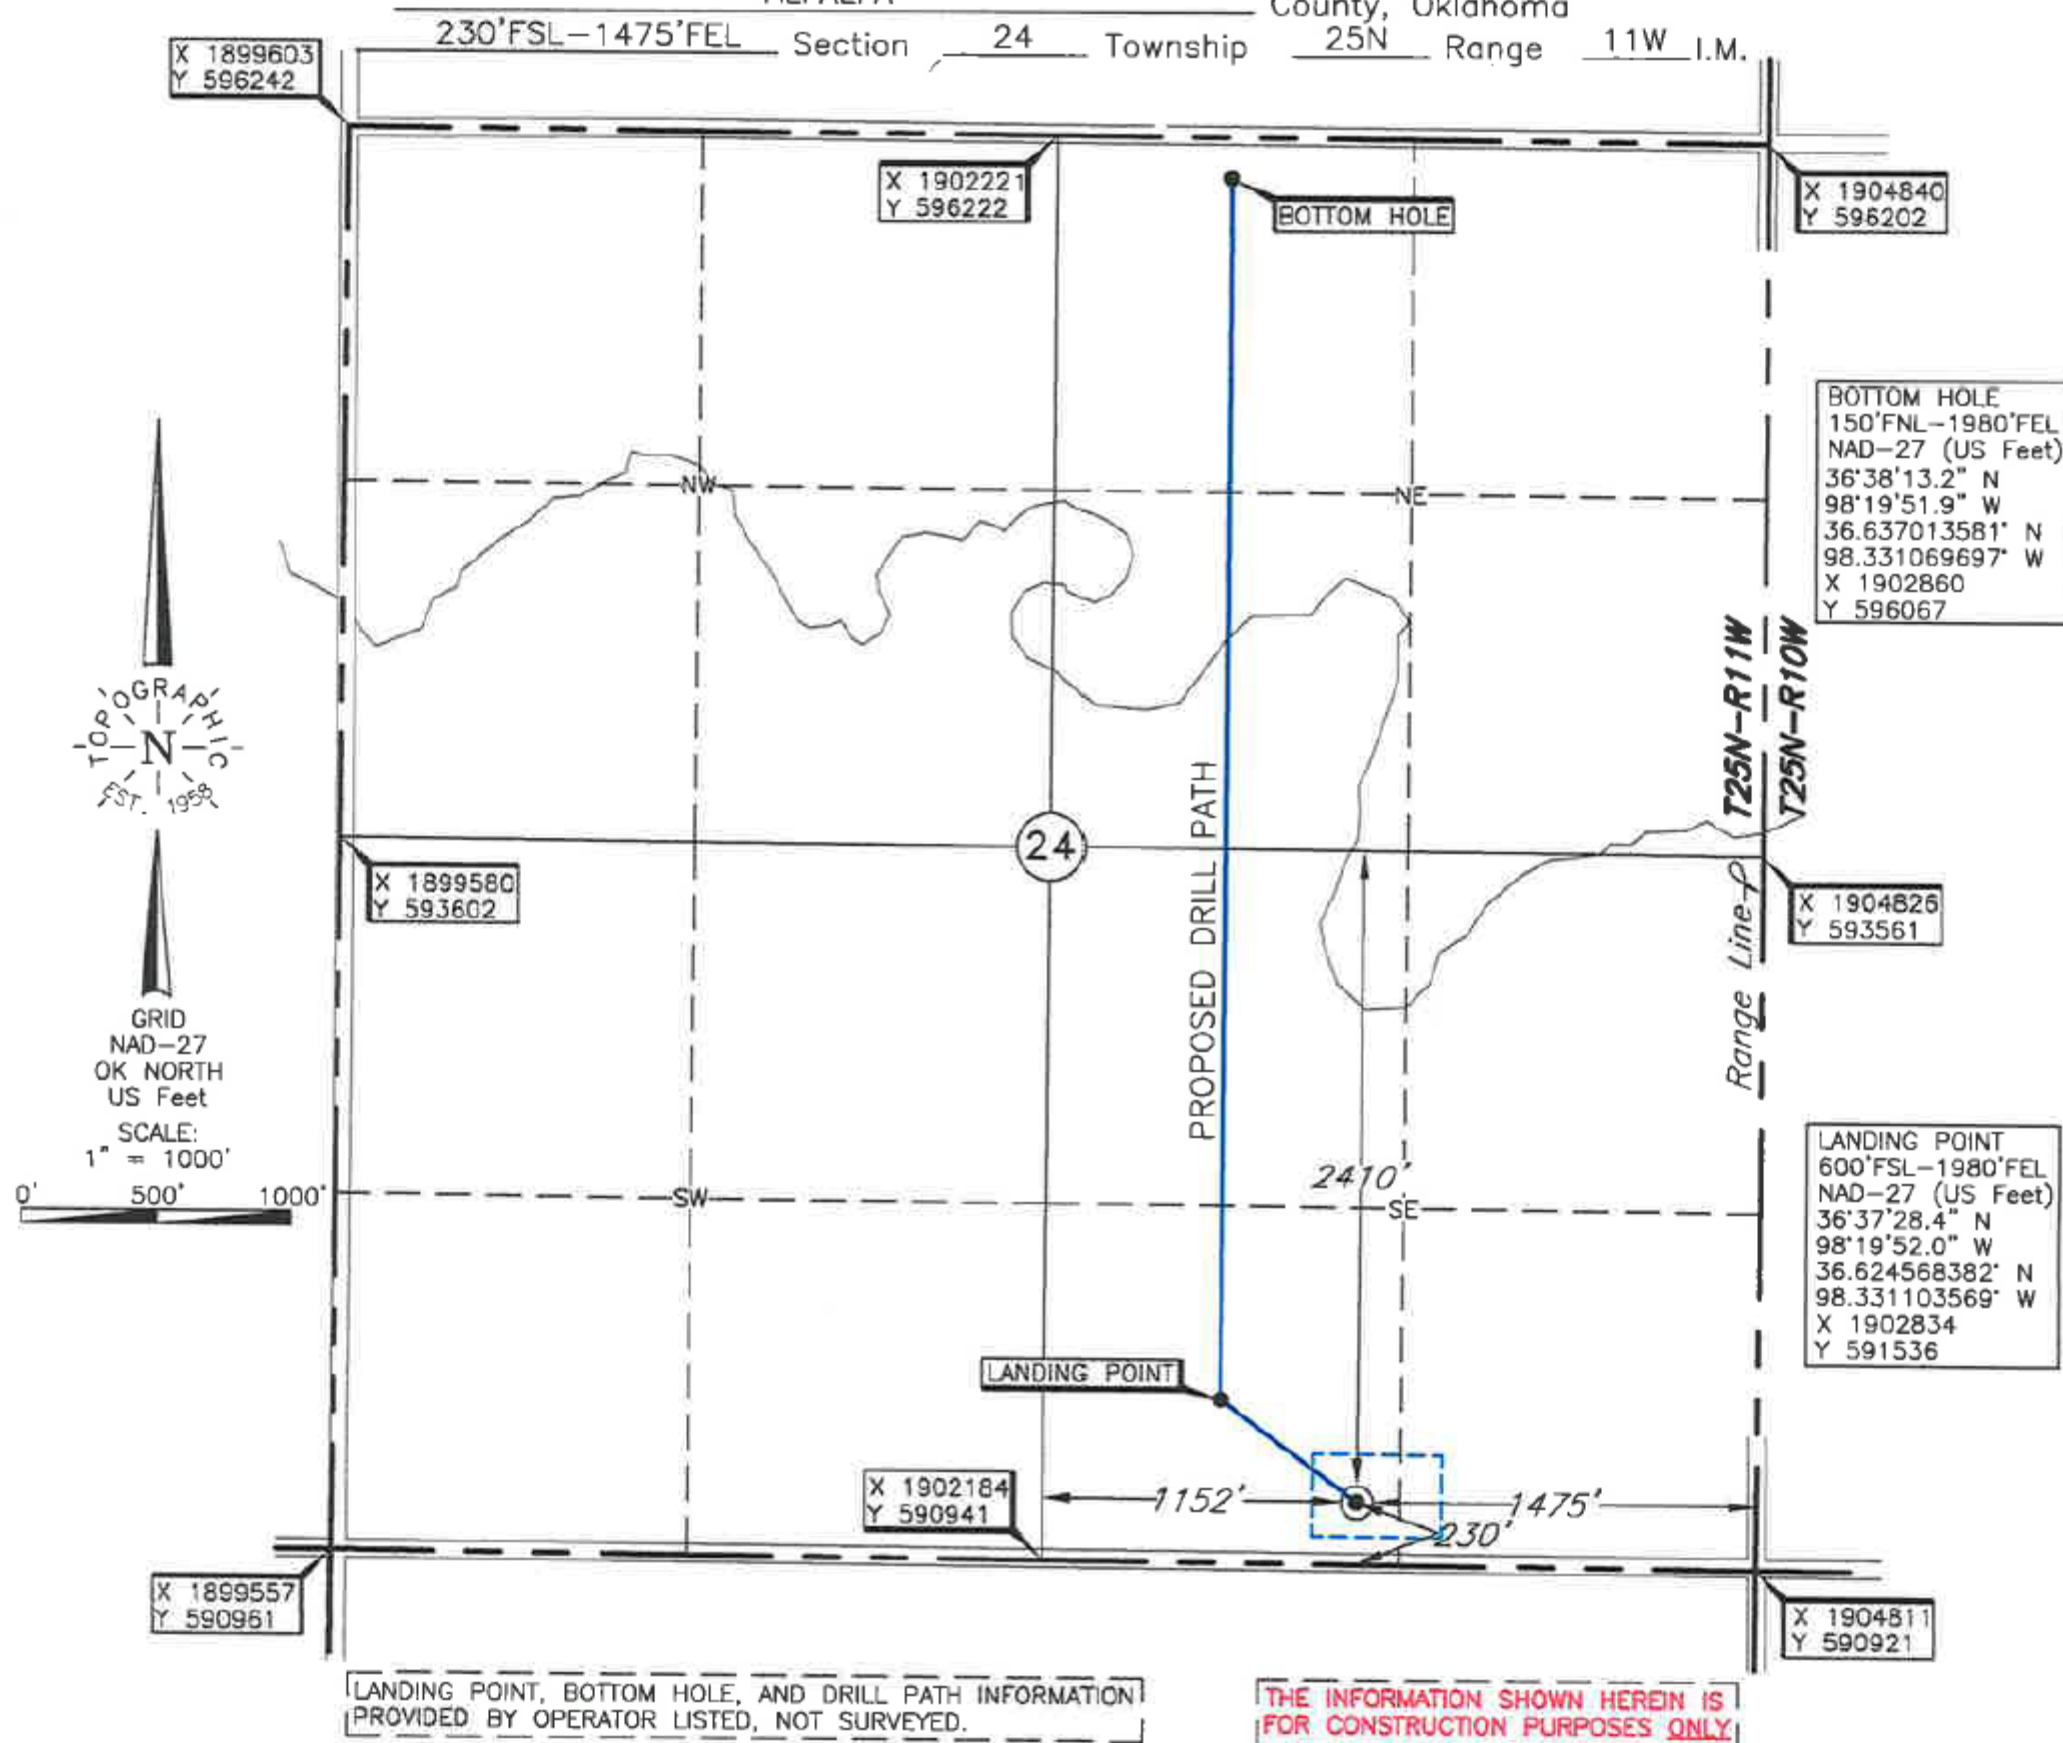 County, Oklahoma
230'FSL-1475'FEL Section 24 Township 25N Range 11W I.M.
X 1899603
Y 596242
X 1902221
Y 596222
BOTTOM HOLE
X 1904840
Y 596202
BOTTOM HOLE
150'FNL-1980'FEL
NAD-27 (US Feet)
36°38'13.2" N
98°19'51.9" W
36.637013581° N
98.331069697° W
X 1902860
Y 596067
NW
NE
T25N-R11W
T25N-R10W
TOPOGRAPHIC
N
EST. 1958
PROPOSED DRILL PATH
24
X 1899580
Y 593602
X 1904826
Y 593561
Range Line
GRID
NAD-27
OK NORTH
US Feet
SCALE:
1" = 1000'
0' 500' 1000'
2410'
SW
SE
LANDING POINT
600'FSL-1980'FEL
NAD-27 (US Feet)
36°37'28.4" N
98°19'52.0" W
36.624568382° N
98.331103569° W
X 1902834
Y 591536
LANDING POINT
X 1902184
Y 590941
1152'
1475'
230'
X 1899557
Y 590961
X 1904811
Y 590921
LANDING POINT, BOTTOM HOLE, AND DRILL PATH INFORMATION
PROVIDED BY OPERATOR LISTED, NOT SURVEYED.
THE INFORMATION SHOWN HEREIN IS
FOR CONSTRUCTION PURPOSES ONLY